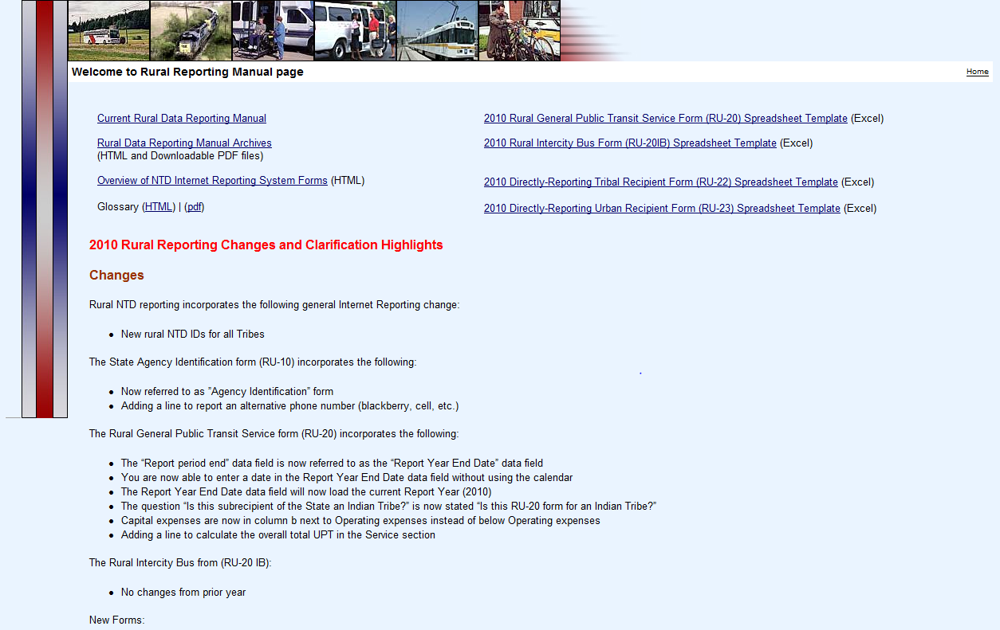 Welcome to Rural Reporting Manual page
Home
Current Rural Data Reporting Manual
Rural Data Reporting Manual Archives
(HTML and Downloadable PDF files)
Overview of NTD Internet Reporting System Forms (HTML)
Glossary (HTML) | (pdf)
2010 Rural General Public Transit Service Form (RU-20) Spreadsheet Template (Excel)
2010 Rural Intercity Bus Form (RU-20IB) Spreadsheet Template (Excel)
2010 Directly-Reporting Tribal Recipient Form (RU-22) Spreadsheet Template (Excel)
2010 Directly-Reporting Urban Recipient Form (RU-23) Spreadsheet Template (Excel)
2010 Rural Reporting Changes and Clarification Highlights
Changes
Rural NTD reporting incorporates the following general Internet Reporting change:
• New rural NTD IDs for all Tribes
The State Agency Identification form (RU-10) incorporates the following:
• Now referred to as ”Agency Identification” form
• Adding a line to report an alternative phone number (blackberry, cell, etc.)
The Rural General Public Transit Service form (RU-20) incorporates the following:
• The “Report period end” data field is now referred to as the “Report Year End Date” data field
• You are now able to enter a date in the Report Year End Date data field without using the calendar
• The Report Year End Date data field will now load the current Report Year (2010)
• The question “Is this subrecipient of the State an Indian Tribe?” is now stated “Is this RU-20 form for an Indian Tribe?”
• Capital expenses are now in column b next to Operating expenses instead of below Operating expenses
• Adding a line to calculate the overall total UPT in the Service section
The Rural Intercity Bus from (RU-20 IB):
• No changes from prior year
New Forms: